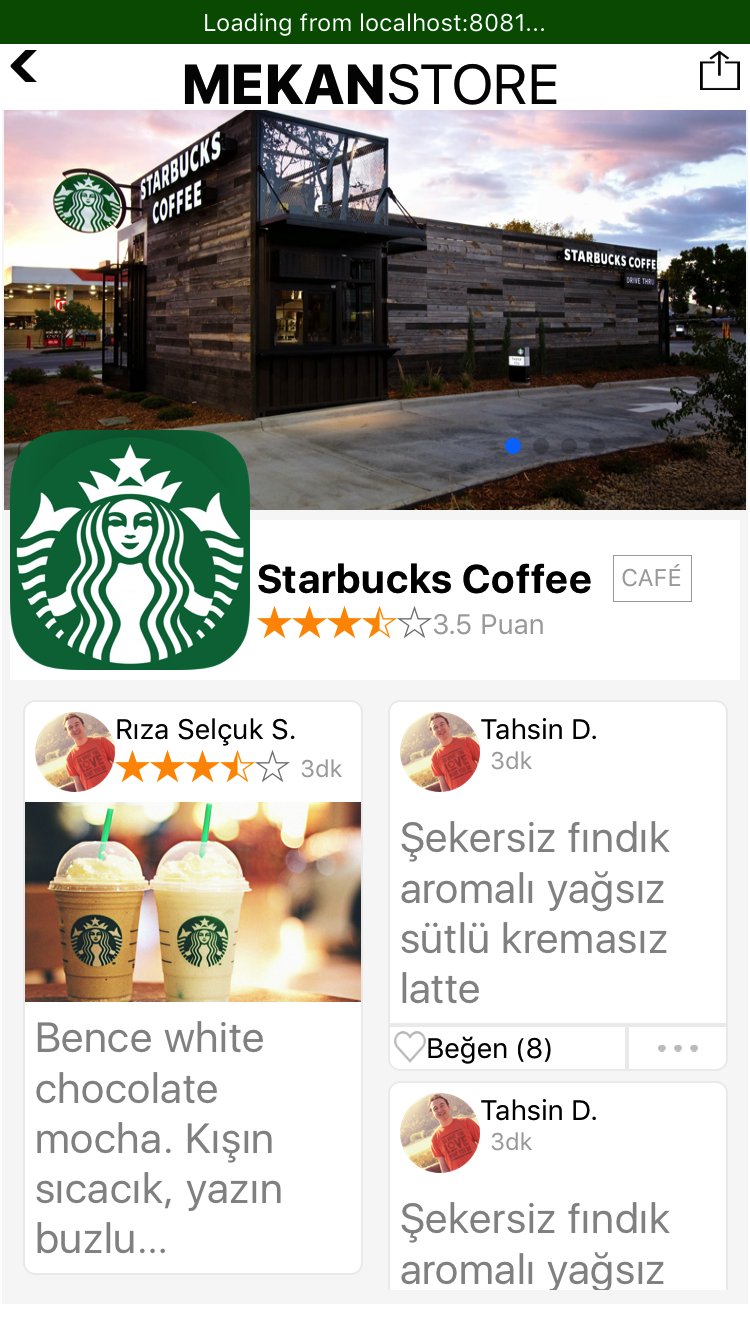 Loading from localhost:8081...
MEKANSTORE
STARBUCKS
COFFEE
STARBUCKS COFFE
DRIVE THRU
Starbucks Coffee
CAFÉ
3.5 Puan
Rıza Selçuk S.
3dk
Bence white
chocolate
mocha. Kışın
sıcacık, yazın
buzlu...
Tahsin D.
3dk
Şekersiz fındık
aromalı yağsız
sütlü kremasız
latte
Beğen (8)
Tahsin D.
3dk
Şekersiz fındık
aromalı yağsız